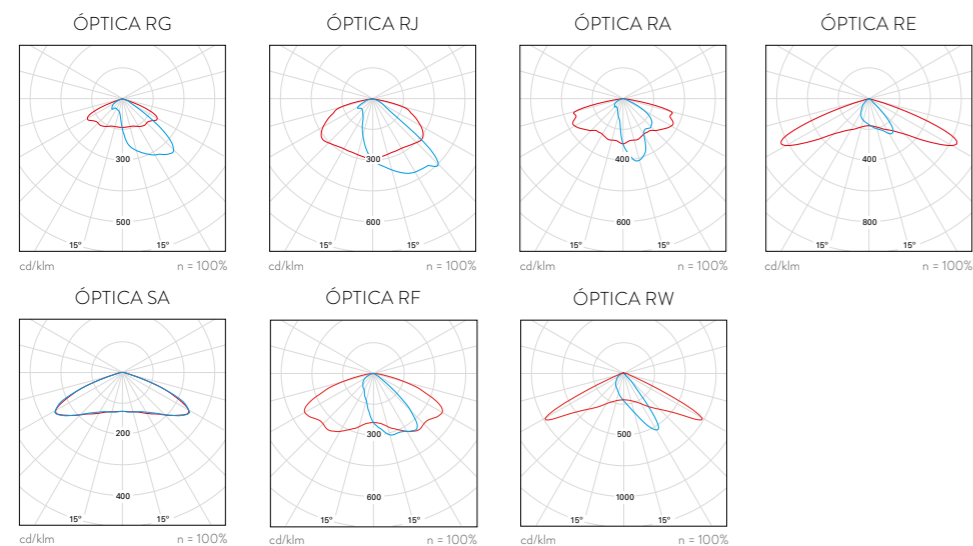 ÓPTICA RG
300
500
15° 15°
cd/klm n = 100%
ÓPTICA RJ
300
600
15° 15°
cd/klm n = 100%
ÓPTICA RA
400
600
15° 15°
cd/klm n = 100%
ÓPTICA RE
400
800
15° 15°
cd/klm n = 100%
ÓPTICA SA
200
400
15° 15°
cd/klm n = 100%
ÓPTICA RF
300
600
15° 15°
cd/klm n = 100%
ÓPTICA RW
500
1000
15° 15°
cd/klm n = 100%